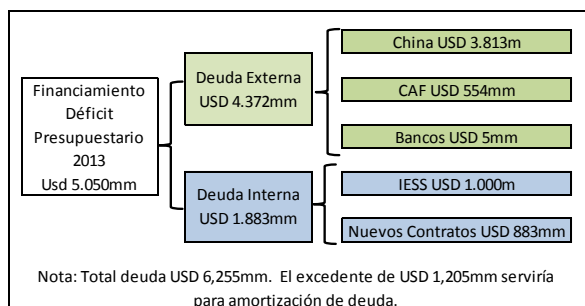 Financiamiento
Déficit
Presupuestario
2013
Usd 5.050mm
Deuda Externa
USD 4.372mm
China USD 3.813m
CAF USD 554mm
Bancos USD 5mm
Deuda Interna
USD 1.883mm
IESS USD 1.000m
Nuevos Contratos USD 883mm
Nota: Total deuda USD 6,255mm. El excedente de USD 1,205mm serviría
para amortización de deuda.